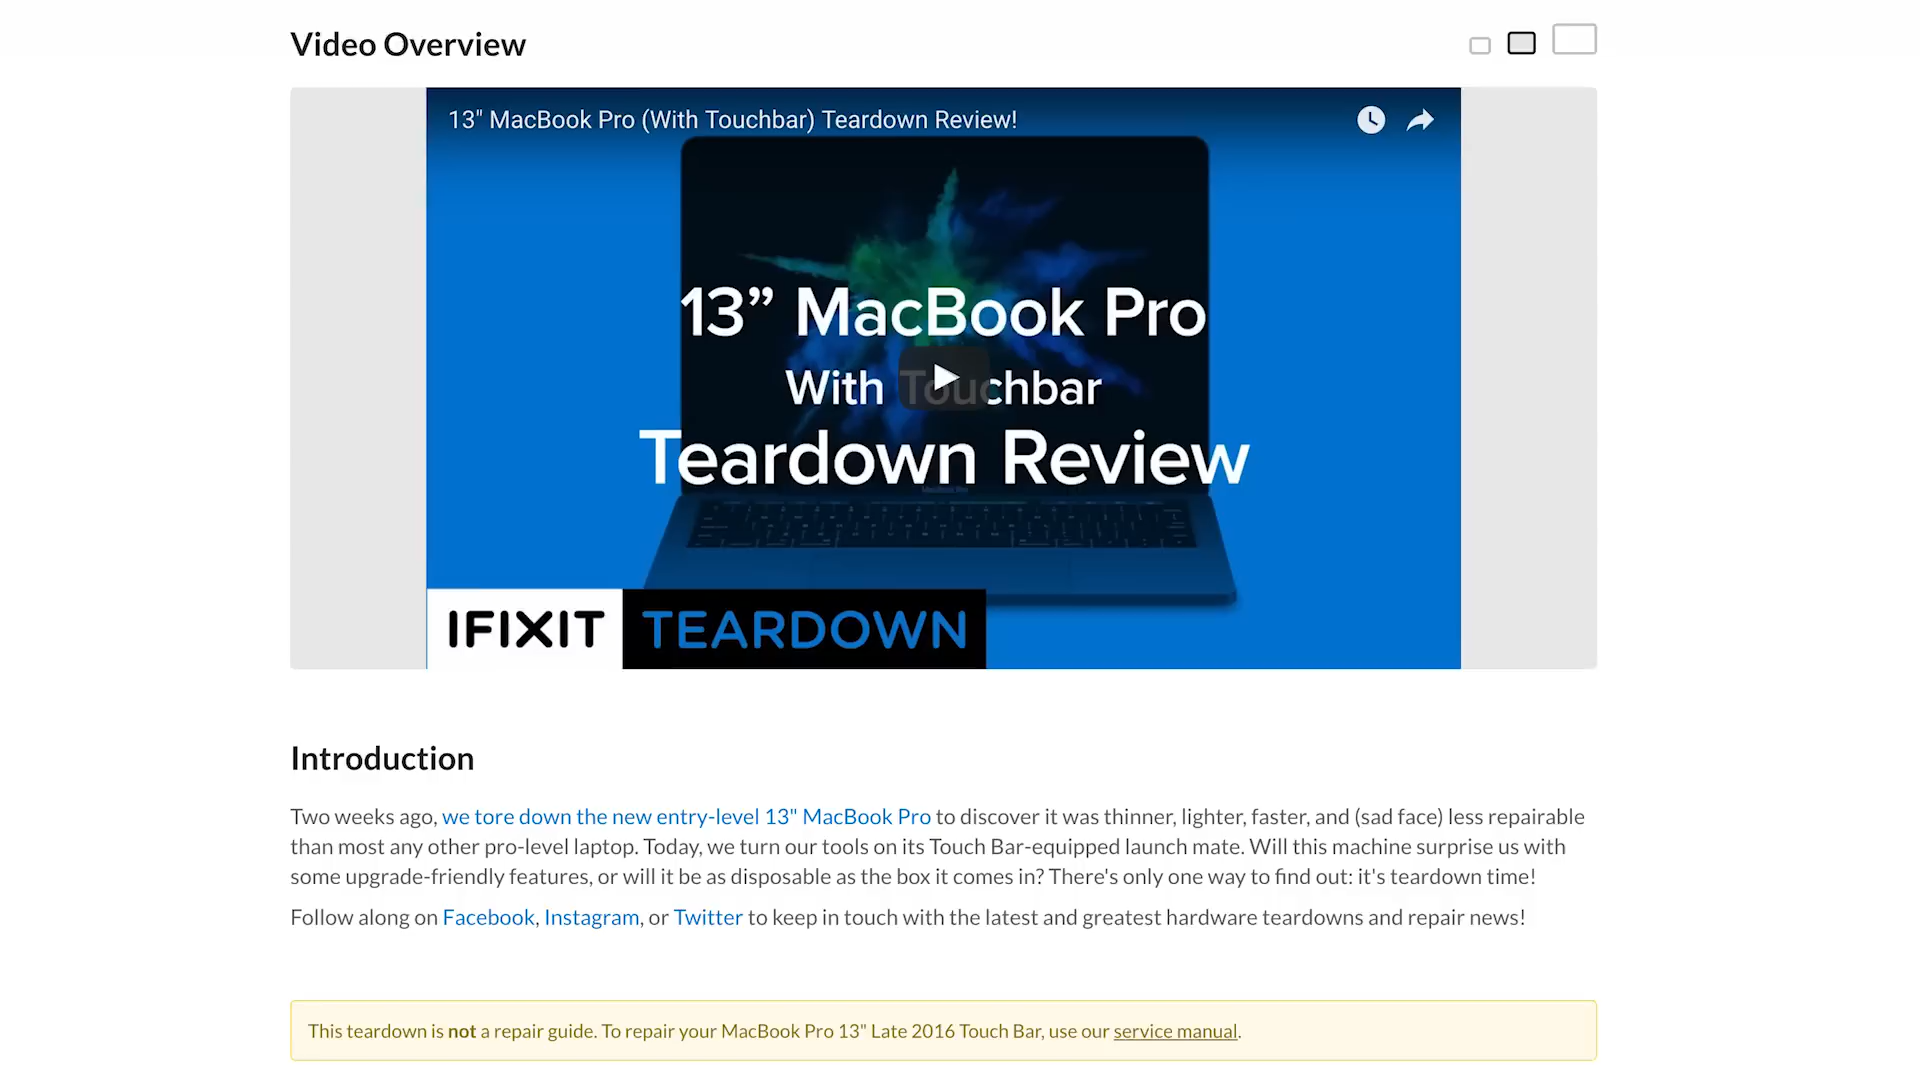 Video Overview
13" MacBook Pro (With Touchbar) Teardown Review!
13” MacBook Pro
With Touchbar
Teardown Review
IFIXIT TEARDOWN
Introduction
Two weeks ago, we tore down the new entry-level 13" MacBook Pro to discover it was thinner, lighter, faster, and (sad face) less repairable
than most any other pro-level laptop. Today, we turn our tools on its Touch Bar-equipped launch mate. Will this machine surprise us with
some upgrade-friendly features, or will it be as disposable as the box it comes in? There's only one way to find out: it's teardown time!
Follow along on Facebook, Instagram, or Twitter to keep in touch with the latest and greatest hardware teardowns and repair news!
This teardown is not a repair guide. To repair your MacBook Pro 13" Late 2016 Touch Bar, use our service manual.